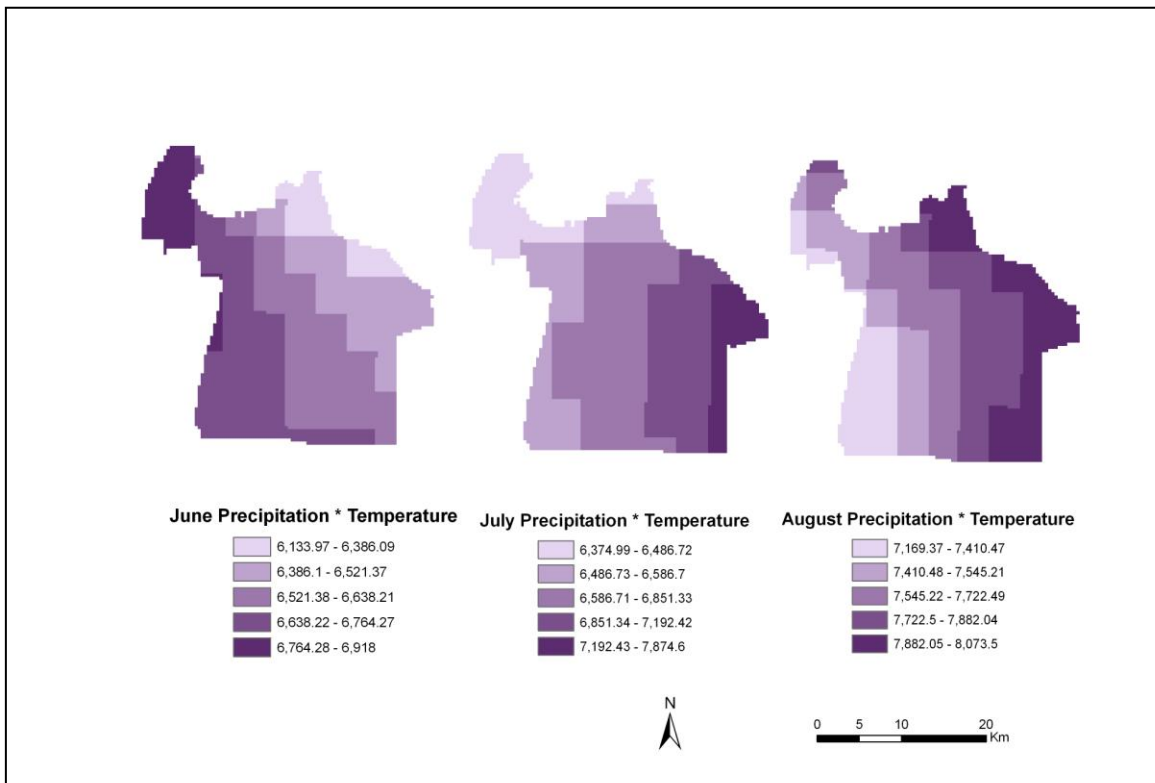 June Precipitation * Temperature
6,133.97 - 6,386.09
6,386.1 - 6,521.37
6,521.38 - 6,638.21
6,638.22 - 6,764.27
6,764.28 - 6,918
July Precipitation * Temperature
6,374.99 - 6,486.72
6,486.73 - 6,586.7
6,586.71 - 6,851.33
6,851.34 - 7,192.42
7,192.43 - 7,874.6
August Precipitation * Temperature
7,169.37 - 7,410.47
7,410.48 - 7,545.21
7,545.22 - 7,722.49
7,722.5 - 7,882.04
7,882.05 - 8,073.5
N
0 5 10 20
Km